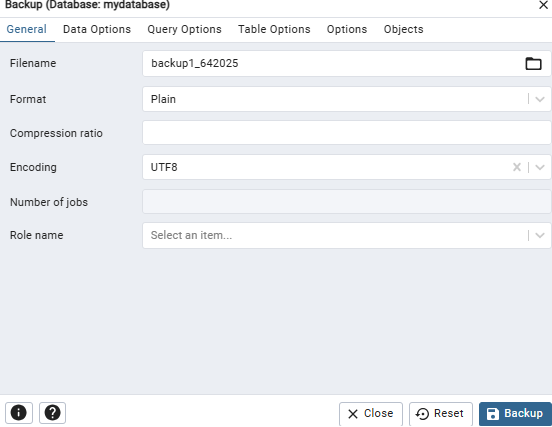 Backup (Database: mydatabase)
General Data Options Query Options Table Options Options Objects
Filename backup1_642025
Format Plain
Compression ratio
Encoding UTF8
Number of jobs
Role name Select an item...
Close Reset Backup